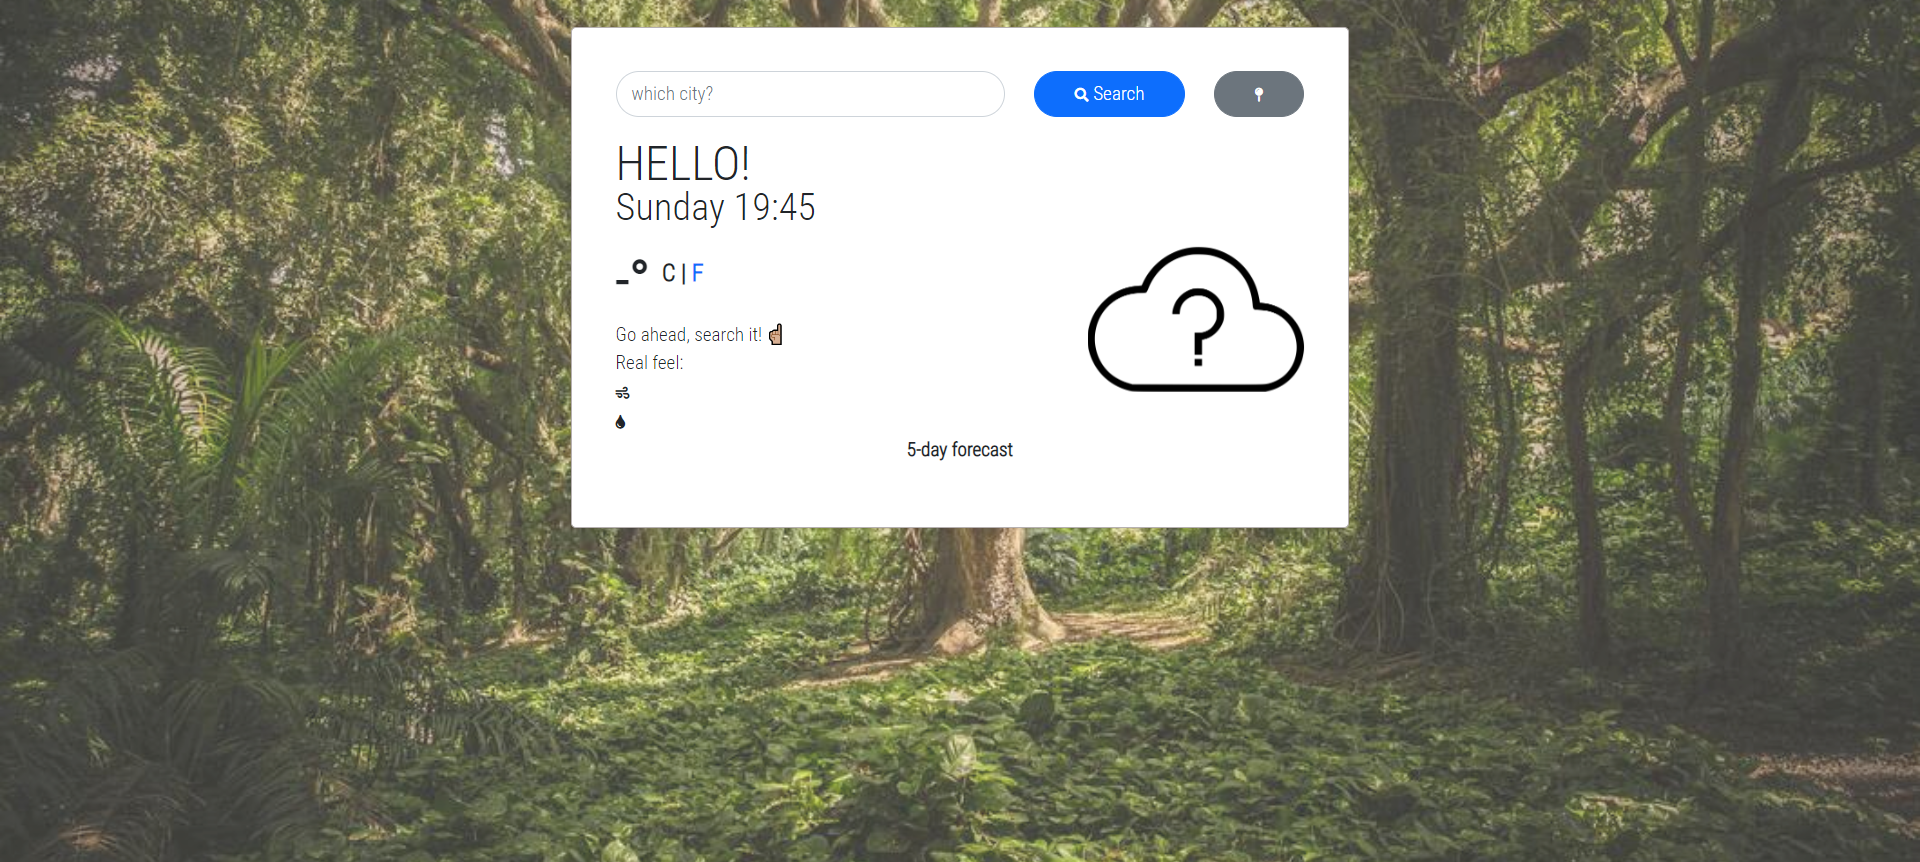 which city?
Search
HELLO!
Sunday 19:45
-° C | F
Go ahead, search it! ☝🏽
Real feel:
?
5-day forecast